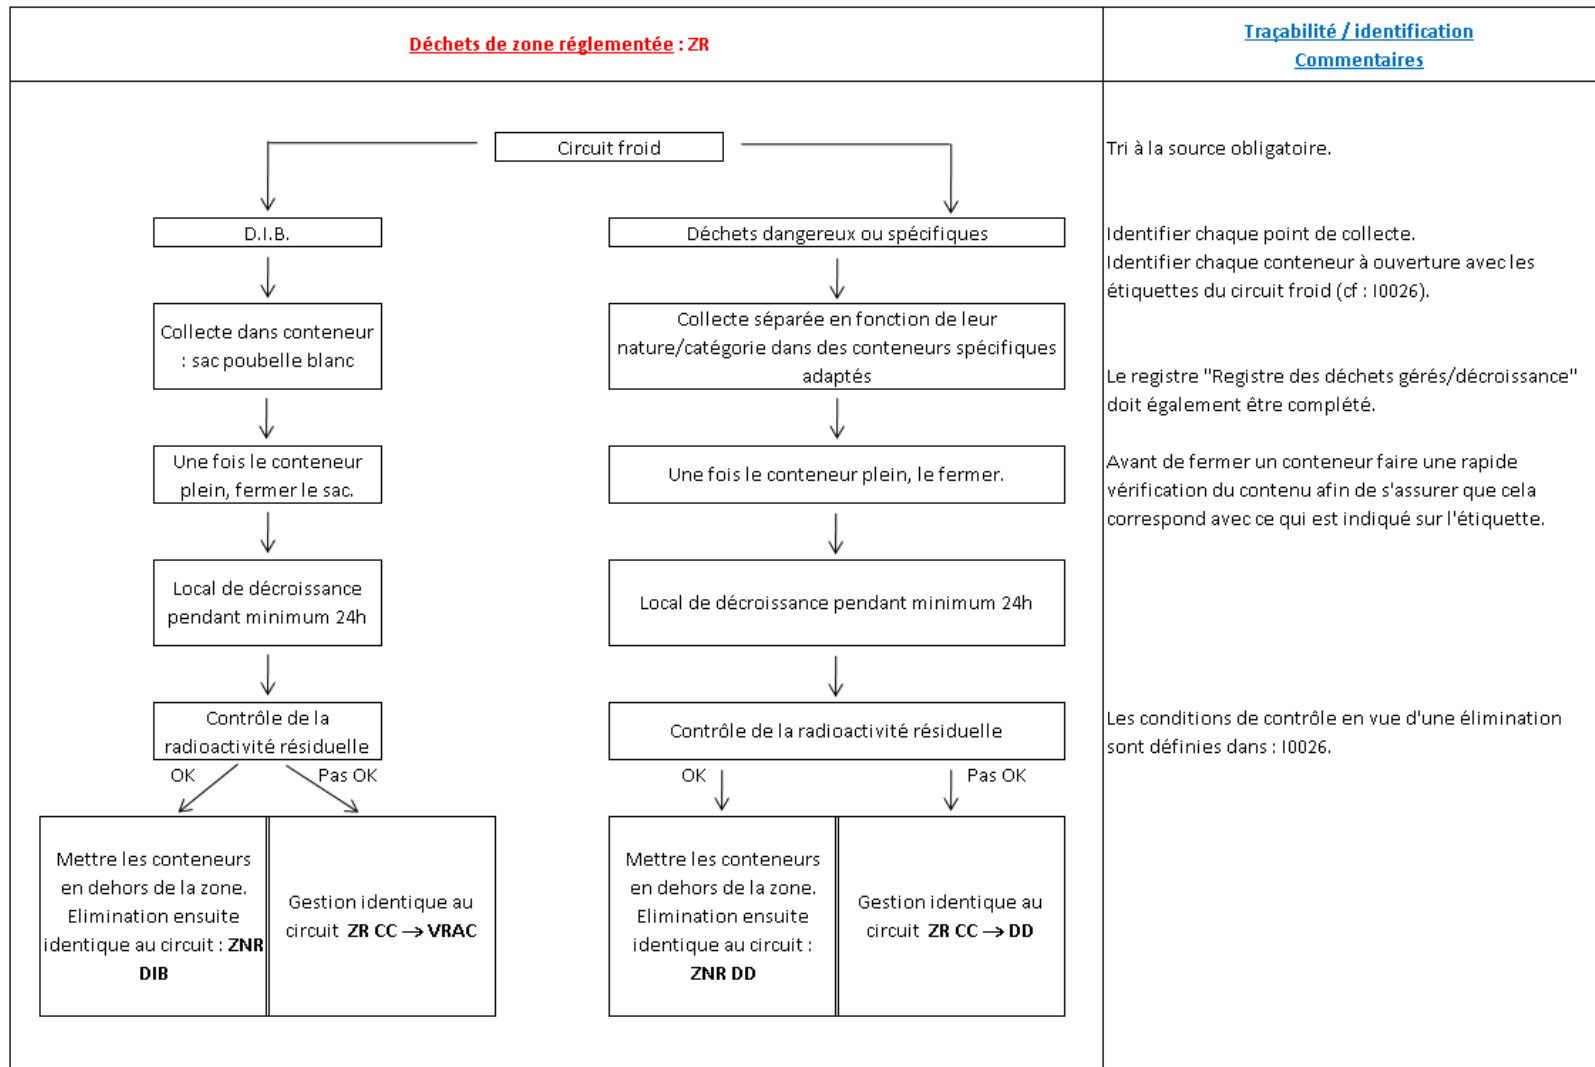 Déchets de zone réglementée : ZR
Traçabilité / identification
Commentaires
Circuit froid
Tri à la source obligatoire.
D.I.B.
Déchets dangereux ou spécifiques
Identifier chaque point de collecte.
Identifier chaque conteneur à ouverture avec les
étiquettes du circuit froid (cf : I0026).
Collecte dans conteneur
: sac poubelle blanc
Collecte séparée en fonction de leur
nature/catégorie dans des conteneurs spécifiques
adaptés
Le registre "Registre des déchets gérés/décroissance"
doit également être complété.
Une fois le conteneur
plein, fermer le sac.
Une fois le conteneur plein, le fermer.
Avant de fermer un conteneur faire une rapide
vérification du contenu afin de s'assurer que cela
correspond avec ce qui est indiqué sur l'étiquette.
Local de décroissance
pendant minimum 24h
Local de décroissance pendant minimum 24h
Contrôle de la
radioactivité résiduelle
Contrôle de la radioactivité résiduelle
Les conditions de contrôle en vue d'une élimination
sont définies dans : I0026.
OK
Pas OK
OK
Pas OK
Mettre les conteneurs
en dehors de la zone.
Elimination ensuite
identique au circuit : ZNR
DIB
Gestion identique au
circuit ZR CC → VRAC
Mettre les conteneurs
en dehors de la zone.
Elimination ensuite
identique au circuit :
ZNR DD
Gestion identique au
circuit ZR CC → DD